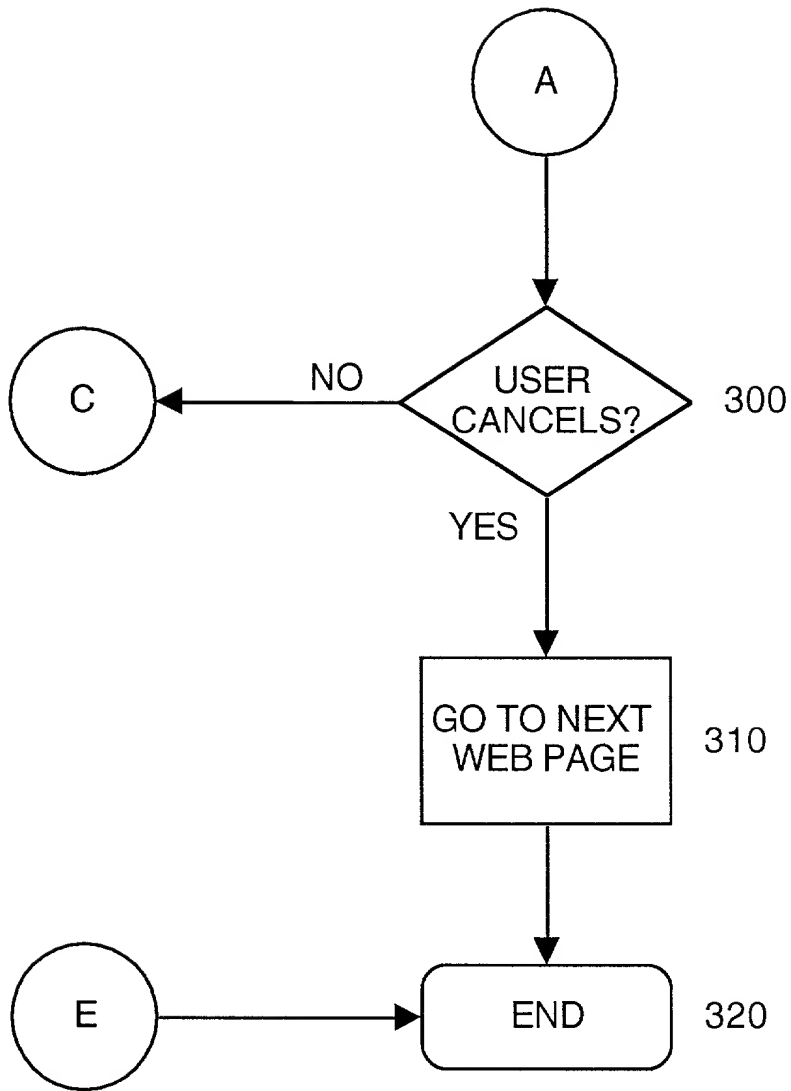 A
C
NO
USER
CANCELS?
300
YES
GO TO NEXT
WEB PAGE
310
E
END
320